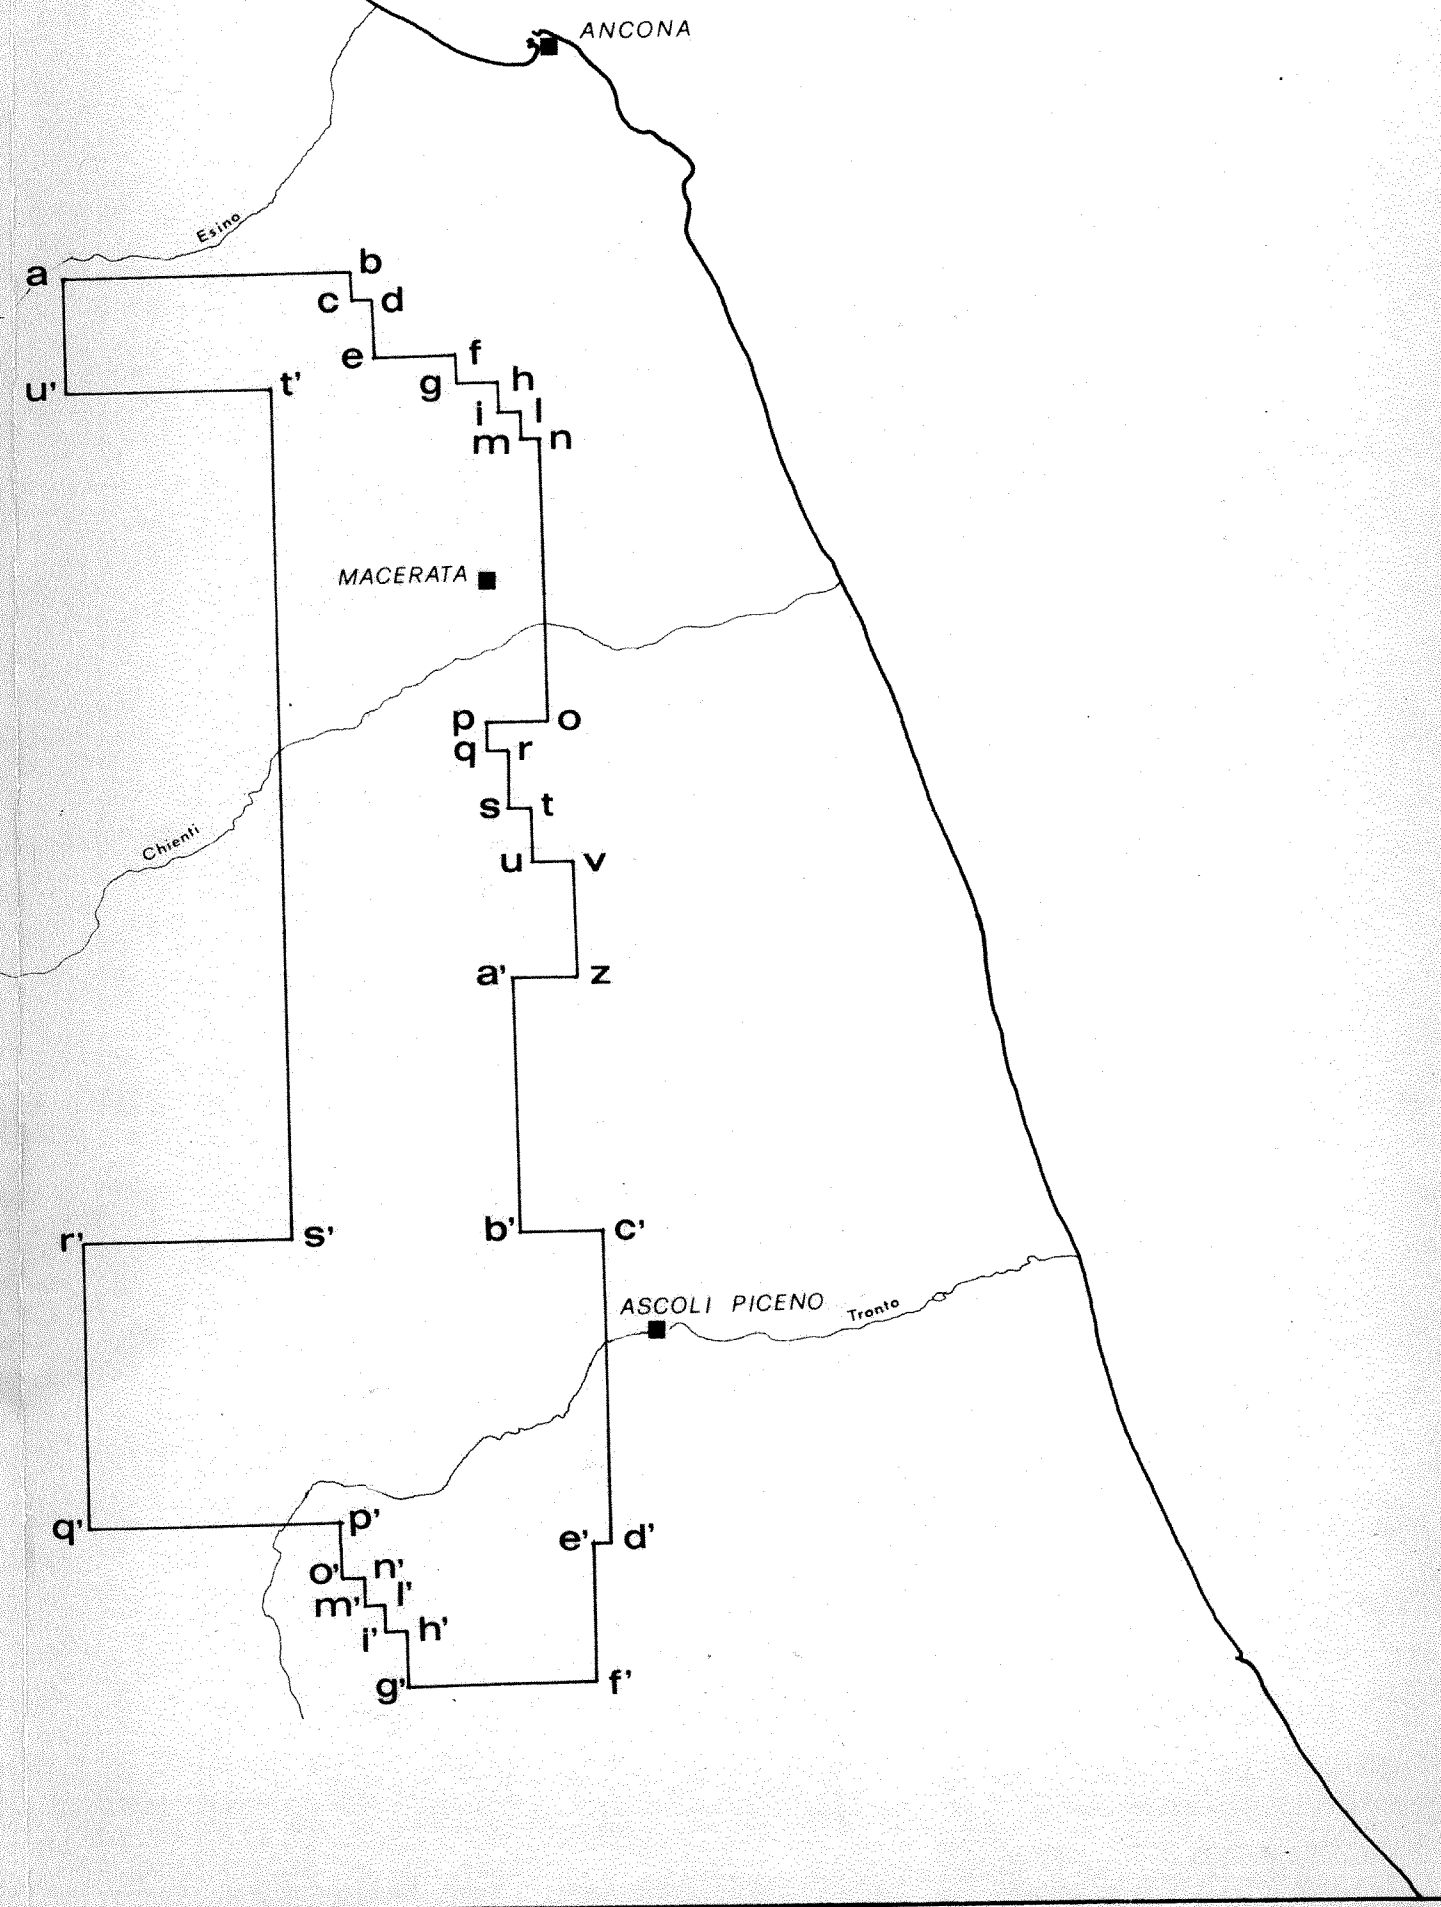 ANCONA
Esino
a b
c d
e f
u' t' g h
i l
m n
MACERATA
p o
q r
s t
Chienti
u v
a' z
r' s' b' c'
ASCOLI PICENO Tronto
q' p' e' d'
o' n'
m' l'
i' h'
g' f'